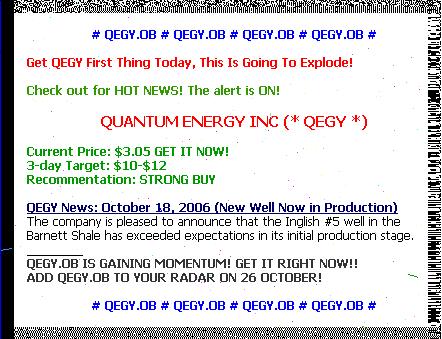 # QEGY.OB # QEGY.OB # QEGY.OB # QEGY.OB #
Get QEGY First Thing Today, This Is Going To Explode!
Check out for HOT NEWS! The alert is ON!
QUANTUM ENERGY INC (* QEGY *)
Current Price: $3.05 GET IT NOW!
3-day Target: $10-$12
Recommentation: STRONG BUY
QEGY News: October 18, 2006 (New Well Now in Production)
The company is pleased to announce that the Inglish #5 well in the
Barnett Shale has exceeded expectations in its initial production stage.
QEGY.OB IS GAINING MOMENTUM! GET IT RIGHT NOW!!
ADD QEGY.OB TO YOUR RADAR ON 26 OCTOBER!
# QEGY.OB # QEGY.OB # QEGY.OB # QEGY.OB #